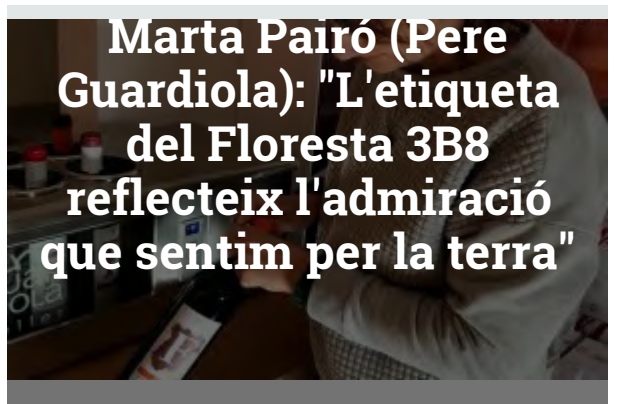 Marta Pairó (Pere
Guardiola): "L'etiqueta
del Floresta 3B8
reflecteix l'admiració
que sentim per la terra"